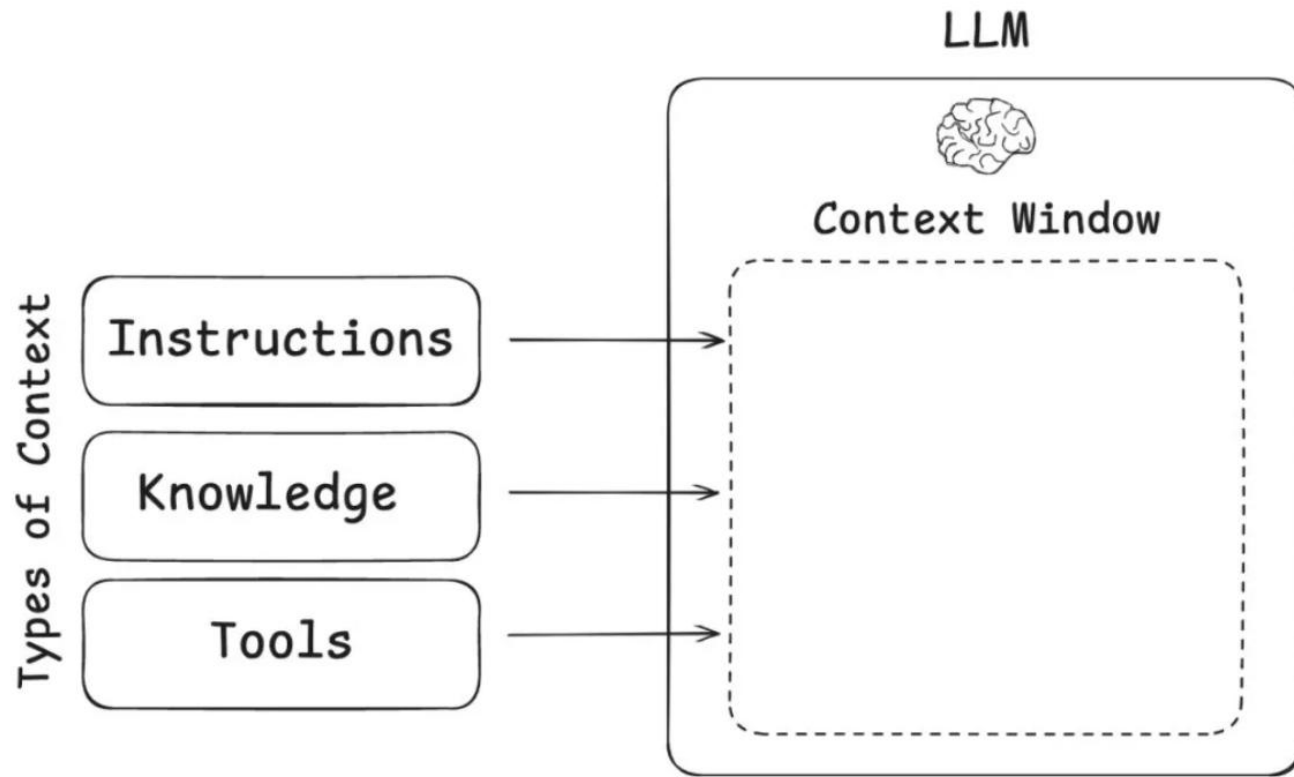 LLM
Context Window
Types of Context
Instructions
Knowledge
Tools